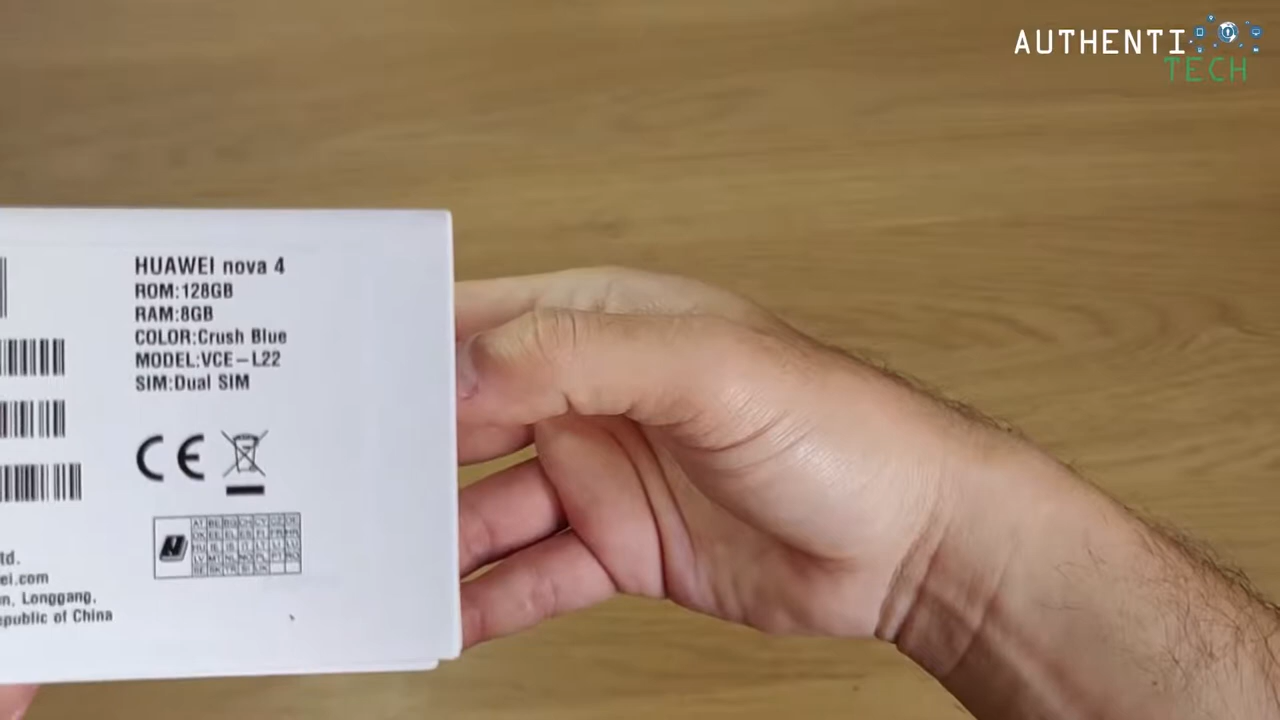 AUTHENTI
TECH
HUAWEI nova 4
ROM:128GB
RAM:8GB
COLOR:Crush Blue
MODEL:VCE-L22
SIM:Dual SIM
CE
td.
ei.com
n, Longgang,
epublic of China